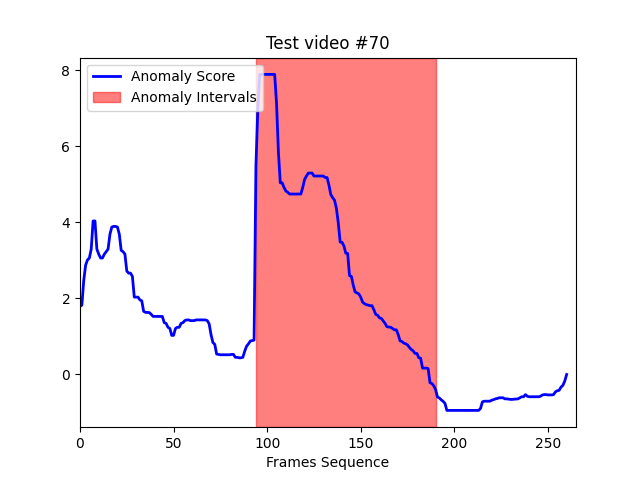 Test video #70
Anomaly Score
Anomaly Intervals
8
6
4
2
0
0 50 100 150 200 250
Frames Sequence